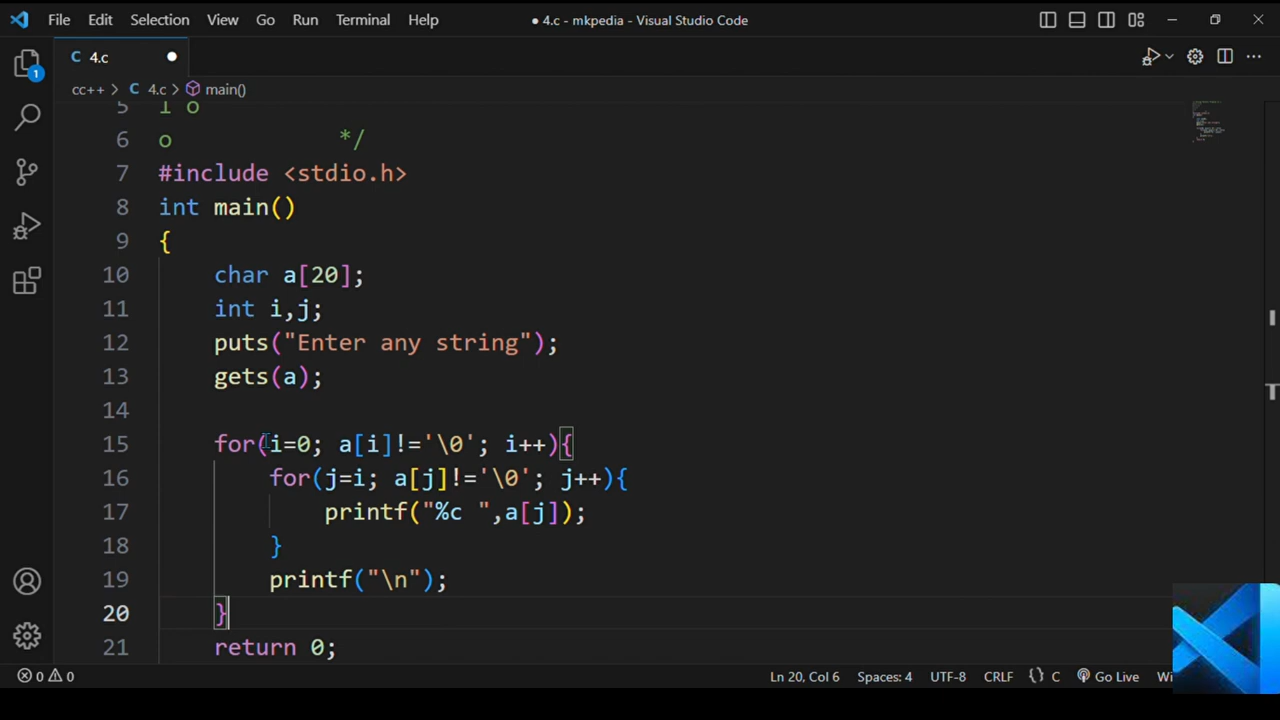 File Edit Selection View Go Run Terminal Help
● 4.c - mkpedia - Visual Studio Code
C 4.c ●
cc++ > C 4.c > main()
5 l o
6 o */
7 #include <stdio.h>
8 int main()
9 {
10 char a[20];
11 int i,j;
12 puts("Enter any string");
13 gets(a);
14
15 for(i=0; a[i]!='\0'; i++){
16 for(j=i; a[j]!='\0'; j++){
17 printf("%c ",a[j]);
18 }
19 printf("\n");
20 }
21 return 0;
1
0 0 Ln 20, Col 6 Spaces: 4 UTF-8 CRLF {} C Go Live